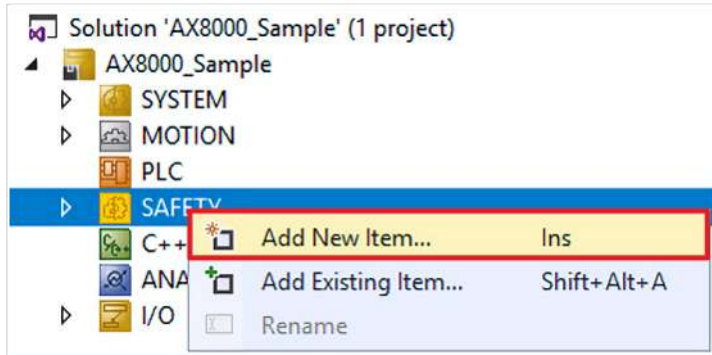 Solution 'AX8000_Sample' (1 project)
AX8000_Sample
SYSTEM
MOTION
PLC
SAFETY
C++
ANA
I/O
Add New Item... Ins
Add Existing Item... Shift+Alt+A
Rename